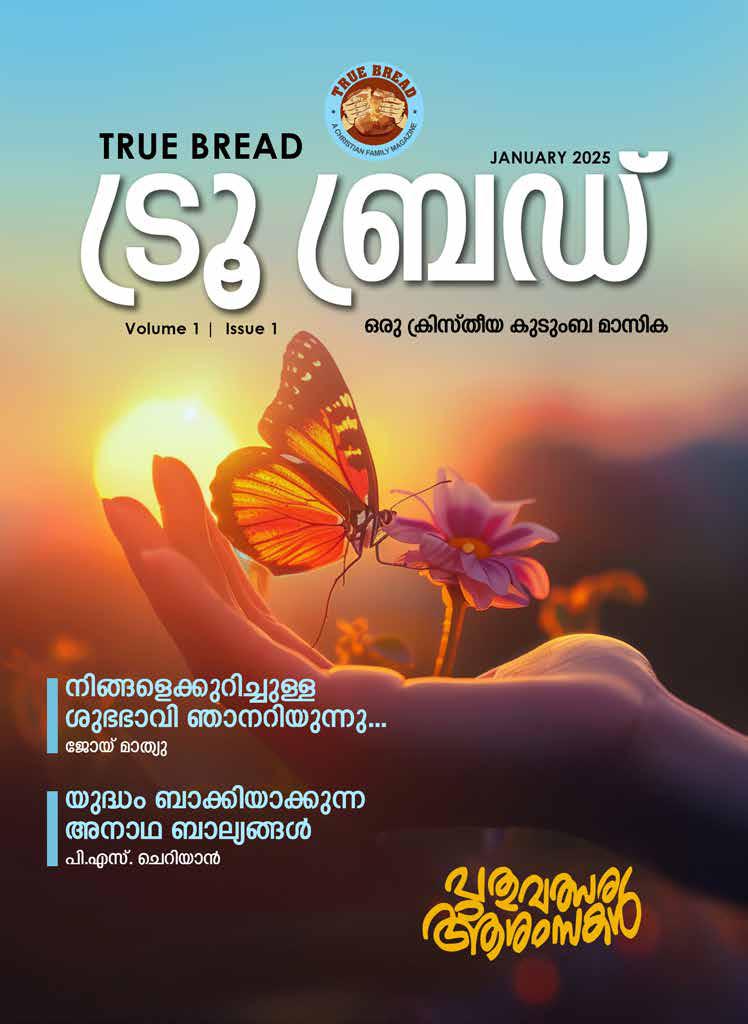 TRUE BREAD
A CHRISTIAN FAMILY MAGAZINE
TRUE BREAD
JANUARY 2025
ട്രൂ ബ്രഡ്
Volume 1 | Issue 1
ഒരു ക്രിസ്തീയ കുടുംബ മാസിക
നിങ്ങളെക്കുറിച്ചുള്ള
ശുഭഭാവി ഞാനറിയുന്നു...
ജോയ് മാത്യു
യുദ്ധം ബാക്കിയാക്കുന്ന
അനാഥ ബാല്യങ്ങൾ
പി.എസ്. ചെറിയാൻ
പുതുവത്സര
ആശംസകൾ